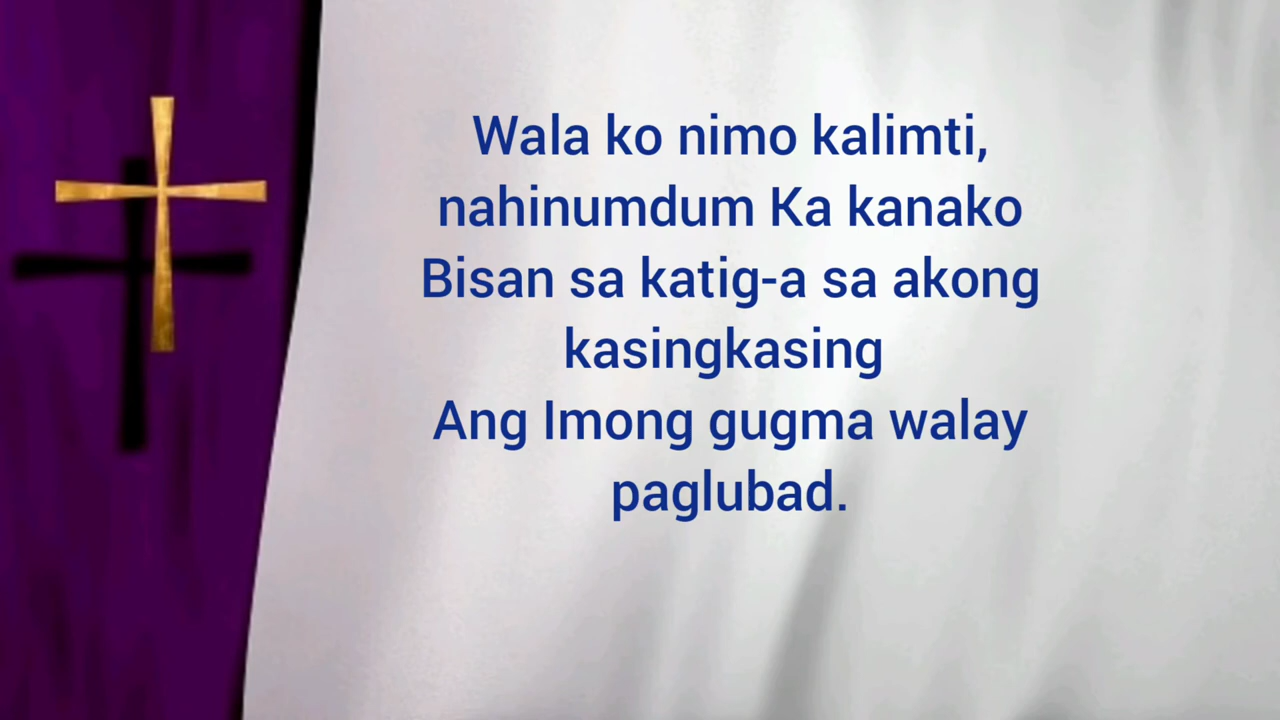 Wala ko nimo kalimti,
nahinumdum Ka kanako
Bisan sa katig-a sa akong
kasingkasing
Ang Imong gugma walay
paglubad.